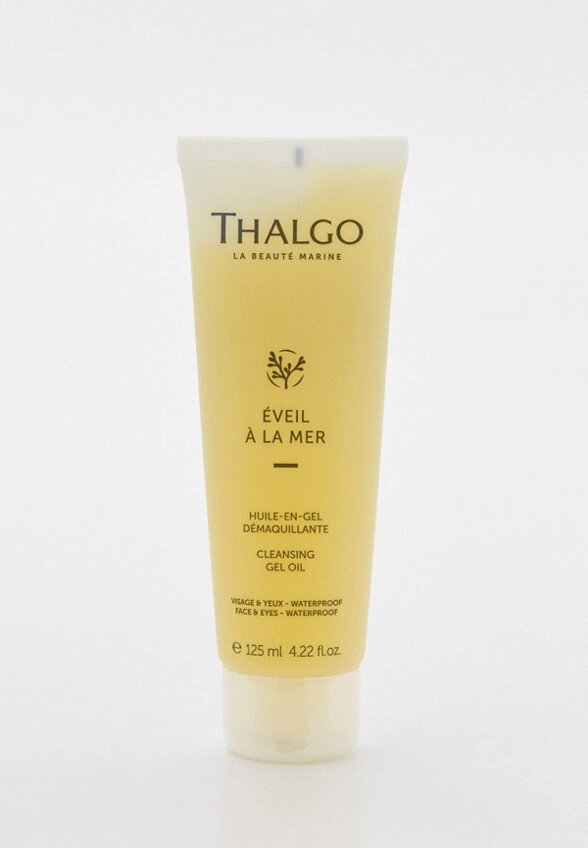 THALGO
LA BEAUTÉ MARINE
ÉVEIL
À LA MER
HUILE-EN-GEL
DÉMAQUILLANTE
CLEANSING
GEL OIL
VISAGE & YEUX - WATERPROOF
FACE & EYES - WATERPROOF
℮ 125 ml 4.22 fl.oz.